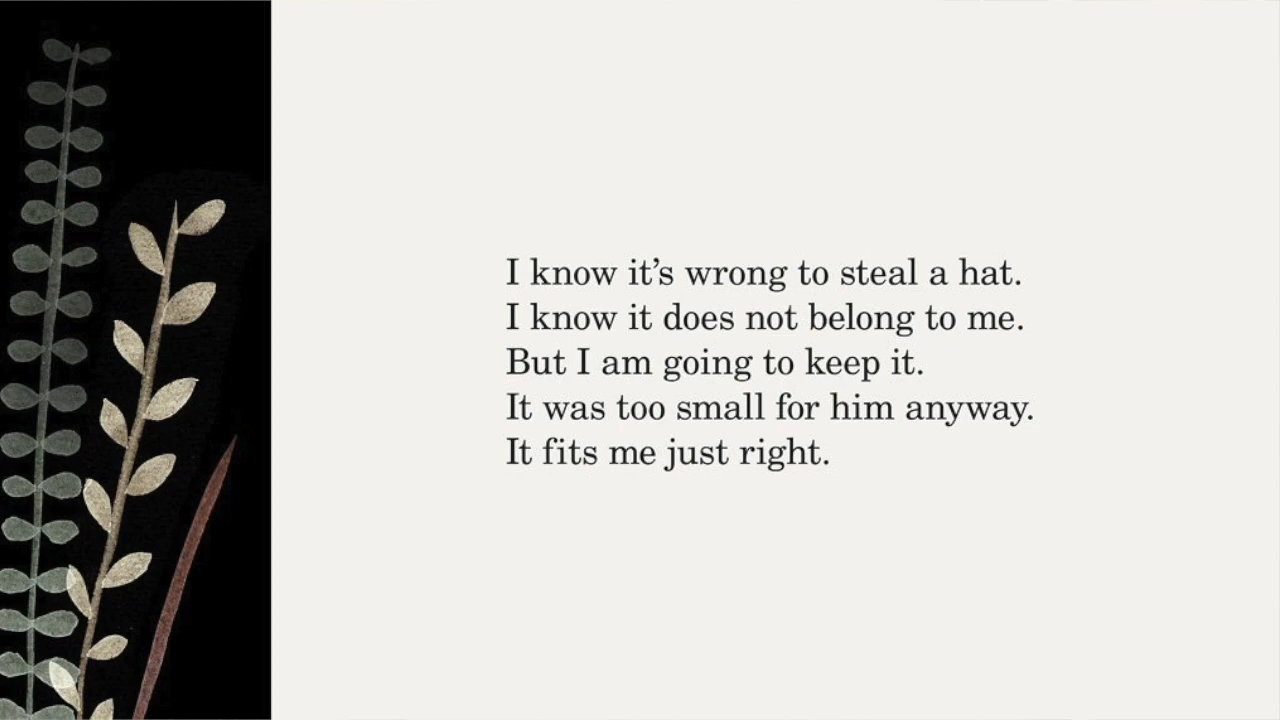 I know it’s wrong to steal a hat.
I know it does not belong to me.
But I am going to keep it.
It was too small for him anyway.
It fits me just right.